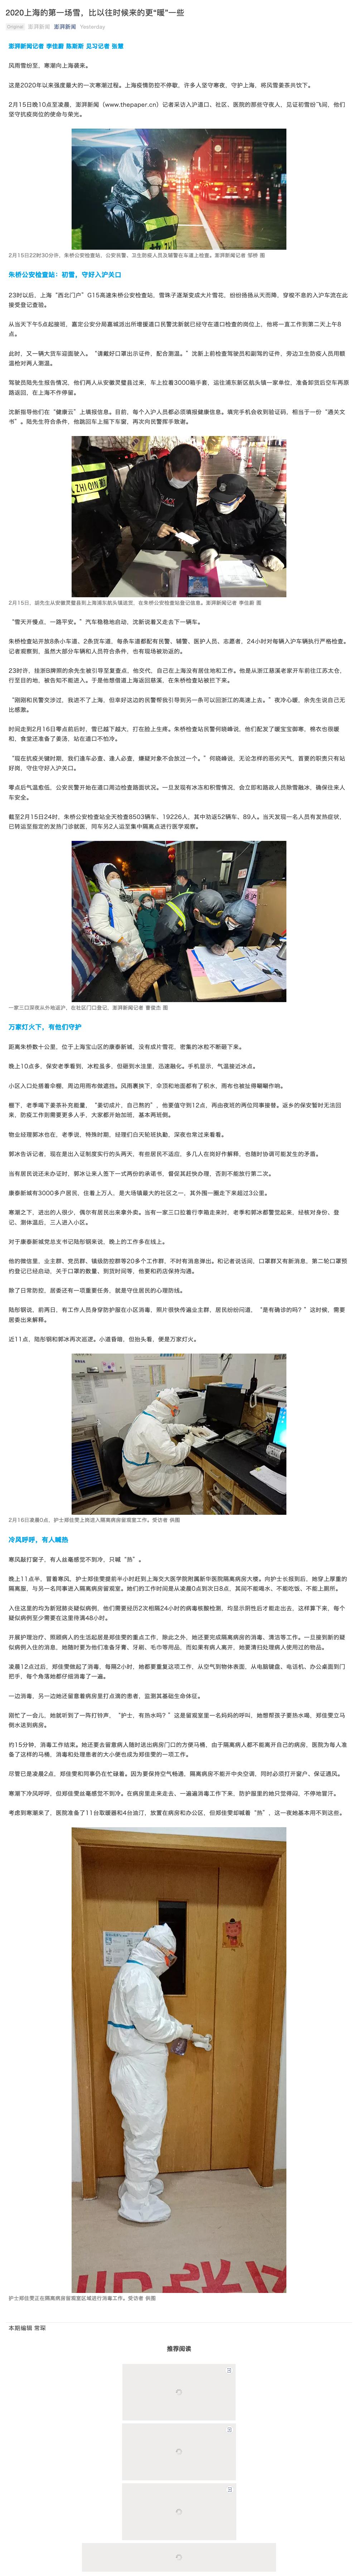 2020上海的第一场雪，比以往时候来的更“暖”一些
Original 澎湃新闻 澎湃新闻 Yesterday
澎湃新闻记者 李佳蔚 陈斯斯 见习记者 张慧
风雨雪纷至，寒潮向上海袭来。
这是2020年以来强度最大的一次寒潮过程。上海疫情防控不停歇，许多人坚守寒夜，守护上海，将风雪姜茶共饮下。
2月15日晚10点至凌晨，澎湃新闻（www.thepaper.cn）记者采访入沪道口、社区、医院的那些守夜人，见证初雪纷飞间，他们
坚守抗疫岗位的使命与荣光。
2月15日22时30分许，朱桥公安检查站，公安民警、卫生防疫人员及辅警在车道上检查。澎湃新闻记者 邹桥 图
朱桥公安检查站：初雪，守好入沪关口
23时以后，上海“西北门户”G15高速朱桥公安检查站，雪珠子逐渐变成大片雪花，纷纷扬扬从天而降，穿梭不息的入沪车流在此
接受登记查验。
从当天下午5点起接班，嘉定公安分局嘉城派出所增援道口民警沈新就已经守在道口检查的岗位上，他将一直工作到第二天上午8
点。
此时，又一辆大货车迎面驶入。“请戴好口罩出示证件，配合测温。”沈新上前检查驾驶员和副驾的证件，旁边卫生防疫人员用额
温枪对两人测温。
驾驶员陆先生报告情况，他们两人从安徽灵璧县过来，车上拉着3000箱手套，运往浦东新区航头镇一家单位，准备卸货后空车再原
路返回，在上海不作停留。
沈新指导他们在“健康云”上填报信息。目前，每个入沪人员都必须填报健康信息。填完手机会收到验证码，相当于一份“通关文
书”。陆先生符合条件，他跳回车上摇下车窗，再次向民警挥手致谢。
2月15日，胡先生从安徽灵璧县到上海浦东航头镇送货，在朱桥公安检查站登记信息。澎湃新闻记者 李佳蔚 图
“雪天开慢点，一路平安。”汽车稳稳地启动，沈新说着又走去下一辆车。
朱桥检查站开放8条小车道、2条货车道，每条车道都配有民警、辅警、医护人员、志愿者，24小时对每辆入沪车辆执行严格检查。
记者观察到，虽然大部分车辆和人员符合条件，也有现场被劝返的。
23时许，挂浙B牌照的余先生被引导至复查点，他交代，自己在上海没有居住地和工作。他是从浙江慈溪老家开车前往江苏太仓，
行至目的地，被告知不能进入。于是他想借道上海返回慈溪，在朱桥检查站被拦下来。
“刚刚和民警交涉过，我进不了上海，但幸好这边的民警帮我引导到另一条可以回浙江的高速上去。”夜冷心暖，余先生说自己无
比感激。
时间走到2月16日零点前后时，雪已越下越大，打在脸上生疼。朱桥检查站民警何晓峰说，他们配发了暖宝宝御寒，棉衣也很暖
和，食堂还准备了姜汤，站在道口不怕冷。
“现在抗疫关键时期，我们逢车必查、逢人必查，嫌疑对象不会放过一个。”何晓峰说，无论怎样的恶劣天气，首要的职责只有站
好岗，守住守好入沪关口。
零点后气温愈低，公安民警开始在道口周边检查路面状况。一旦发现有冰冻和积雪情况，会立即和路政人员除雪融冰，确保往来人
车安全。
截至2月15日24时，朱桥公安检查站全天检查8503辆车、19226人，其中劝返52辆车、89人。当天发现一名人员有发热症状，
已转运至指定的发热门诊就医，同车另2人运至集中隔离点进行医学观察。
一家三口深夜从外地返沪，在社区门口登记。澎湃新闻记者 董俊杰 图
万家灯火下，有他们守护
距离朱桥数十公里，位于上海宝山区的康泰新城，没有成片雪花，密集的冰粒不断砸下来。
晚上10点多，保安老季看到，冰粒虽多，但砸到水洼里，迅速融化。手机显示，气温接近冰点。
小区入口处搭着伞棚，周边用雨布做遮挡。风雨裹挟下，伞顶和地面都有了积水，雨布也被扯得唰唰作响。
棚下，老季喝下姜茶补充能量，“姜切成片，自己熬的”，他要值守到12点，再由夜班的两位同事接替。返乡的保安暂时无法回
来，防疫工作则需要更多人手，大家都开始加班，基本两班倒。
物业经理郭冰也在，老季说，特殊时期，经理们白天轮班执勤，深夜也常过来看看。
郭冰告诉记者，现在是出入证制度实行的头两天，有些居民不适应，多几人在岗好作解释，也随时协调可能发生的矛盾。
当有居民说还未办证时，郭冰让来人签下一式两份的承诺书，督促其赶快办理，否则不能放行第二次。
康泰新城有3000多户居民，住着上万人，是大场镇最大的社区之一，其外围一圈走下来超过3公里。
寒潮之下，进出的人很少，偶尔有居民出来拿外卖。当有一家三口拉着行李箱走来时，老季和郭冰都警觉起来，经核对身份、登
记、测体温后，三人进入小区。
对于康泰新城党总支书记陆彤钢来说，晚上的工作多在线上。
他的微信里，业主群、党员群、镇级防控群等20多个工作群，不时有消息弹出。和记者说话间，口罩群又有新消息，第二轮口罩预
约登记已经启动，关于口罩的数量、到货时间等，他要和药店保持沟通。
除了日常防控，居委还有一项重要任务，就是守住居民的心理防线。
陆彤钢说，前两日，有工作人员身穿防护服在小区消毒，照片很快传遍业主群，居民纷纷问道，“是有确诊的吗？”这时候，需要
居委出来解释。
近11点，陆彤钢和郭冰再次巡逻。小道昏暗，但抬头看，便是万家灯火。
2月16日凌晨0点，护士郑佳雯上岗进入隔离病房留观室工作。受访者 供图
冷风呼呼，有人喊热
寒风敲打窗子，有人丝毫感觉不到冷，只喊“热”。
晚上11点半，冒着寒风，护士郑佳雯提前半小时赶到上海交大医学院附属新华医院隔离病房大楼。向护士长报到后，她穿上厚重的
隔离服，与另一名同事进入隔离病房留观室。她们的工作时间是从凌晨0点到次日8点，其间不能喝水、不能吃饭、不能上厕所。
入住这里的均为新冠肺炎疑似病例，他们需要经历2次相隔24小时的病毒核酸检测，均显示阴性后才能走出去，这样算下来，每个
疑似病例至少需要在这里待满48小时。
开展护理治疗、照顾病人的生活起居是郑佳雯的重点工作，除此之外，她还要完成隔离病房的消毒、清洁等工作。一旦接到新的疑
似病例入住的消息，她随时要为他们准备牙膏、牙刷、毛巾等用品，而如果有病人离开，她要清扫处理病人使用过的物品。
凌晨12点过后，郑佳雯做起了消毒，每隔2小时，她都要重复这项工作，从空气到物体表面，从电脑键盘、电话机、办公桌面到门
把手，每个角落她都仔细消毒了一遍。
一边消毒，另一边她还留意着病房里打点滴的患者，监测其基础生命体征。
刚忙了一会儿，她就听到了一阵打铃声，“护士，有热水吗？”这是留观室里一名妈妈的呼叫，她想帮孩子要热水喝，郑佳雯立马
倒水送到病房。
约15分钟，消毒工作结束。她还要去留意病人随时送出病房门口的方便马桶，由于隔离病人都不能离开自己的病房，医院为每人准
备了这样的马桶，消毒和处理患者的大小便也成为郑佳雯的一项工作。
尽管已是凌晨2点，郑佳雯和同事仍在忙碌着。因为要保持空气畅通，隔离病房不能开中央空调，同时必须打开窗户、保证通风。
寒潮下冷风呼呼，但郑佳雯丝毫感觉不到冷。在病房里走来走去、一遍遍消毒工作下来，防护服里的她只觉得闷，不停地冒汗。
考虑到寒潮来了，医院准备了11台取暖器和4台油汀，放置在病房和办公区，但郑佳雯却喊着“热”，这一夜她基本用不到这些。
护士郑佳雯正在隔离病房留观室区域进行消毒工作。受访者 供图
本期编辑 常琛
推荐阅读